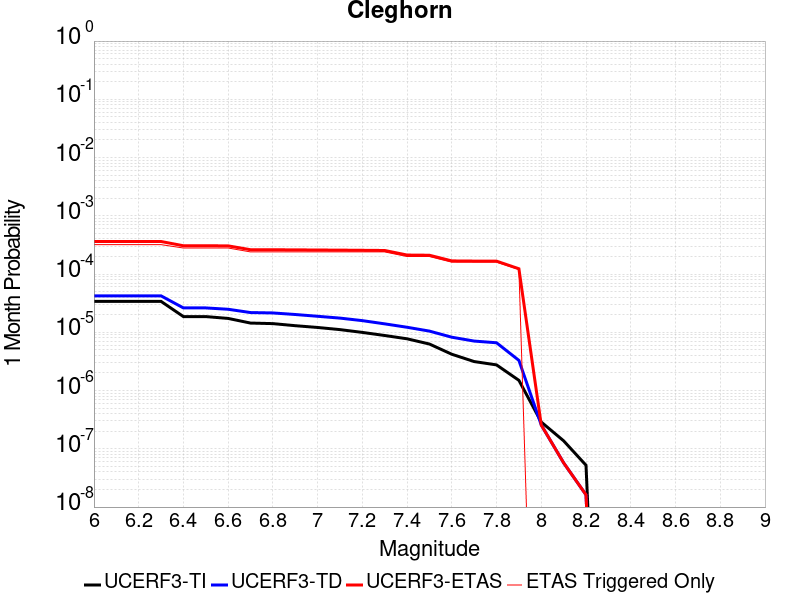 Cleghorn
10^0
10^-1
10^-2
10^-3
10^-4
10^-5
10^-6
10^-7
10^-8
1 Month Probability
6 6.2 6.4 6.6 6.8 7 7.2 7.4 7.6 7.8 8 8.2 8.4 8.6 8.8 9
Magnitude
UCERF3-TI UCERF3-TD UCERF3-ETAS ETAS Triggered Only